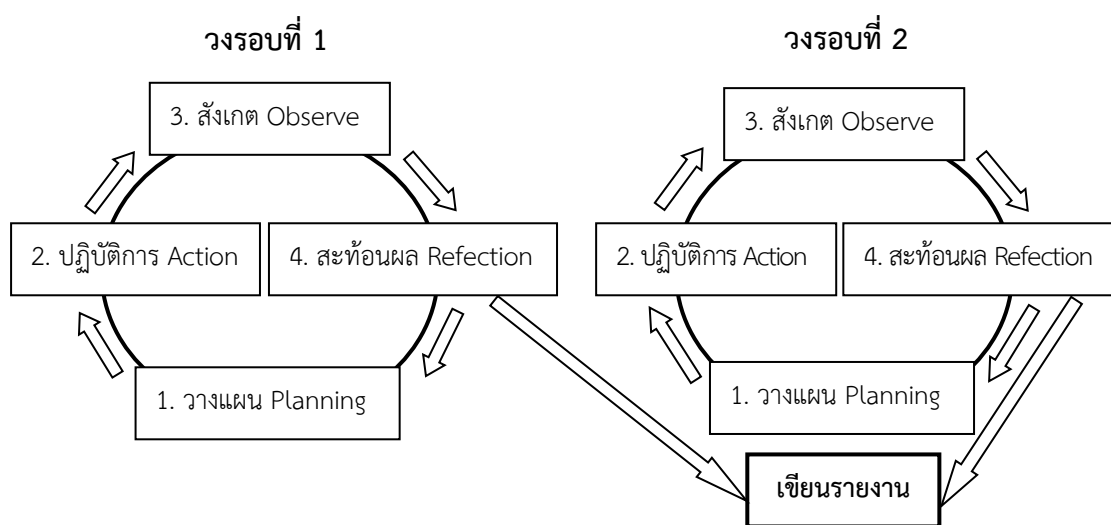 วงรอบที่ 1
3. สังเกต Observe
2. ปฏิบัติการ Action
4. สะท้อนผล Refection
1. วางแผน Planning
วงรอบที่ 2
3. สังเกต Observe
2. ปฏิบัติการ Action
4. สะท้อนผล Refection
1. วางแผน Planning
เขียนรายงาน